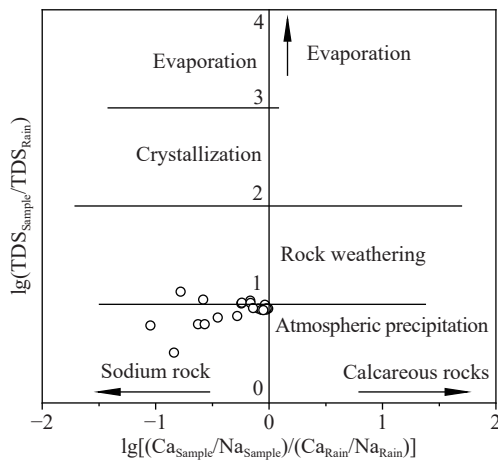 4
Evaporation
Evaporation
3
Crystallization
2
Rock weathering
1
Atmospheric precipitation
Sodium rock
Calcareous rocks
0
−2
−1
0
1
2
lg[(Ca_Sample/Na_Sample)/(Ca_Rain/Na_Rain)]
lg(TDS_Sample/TDS_Rain)